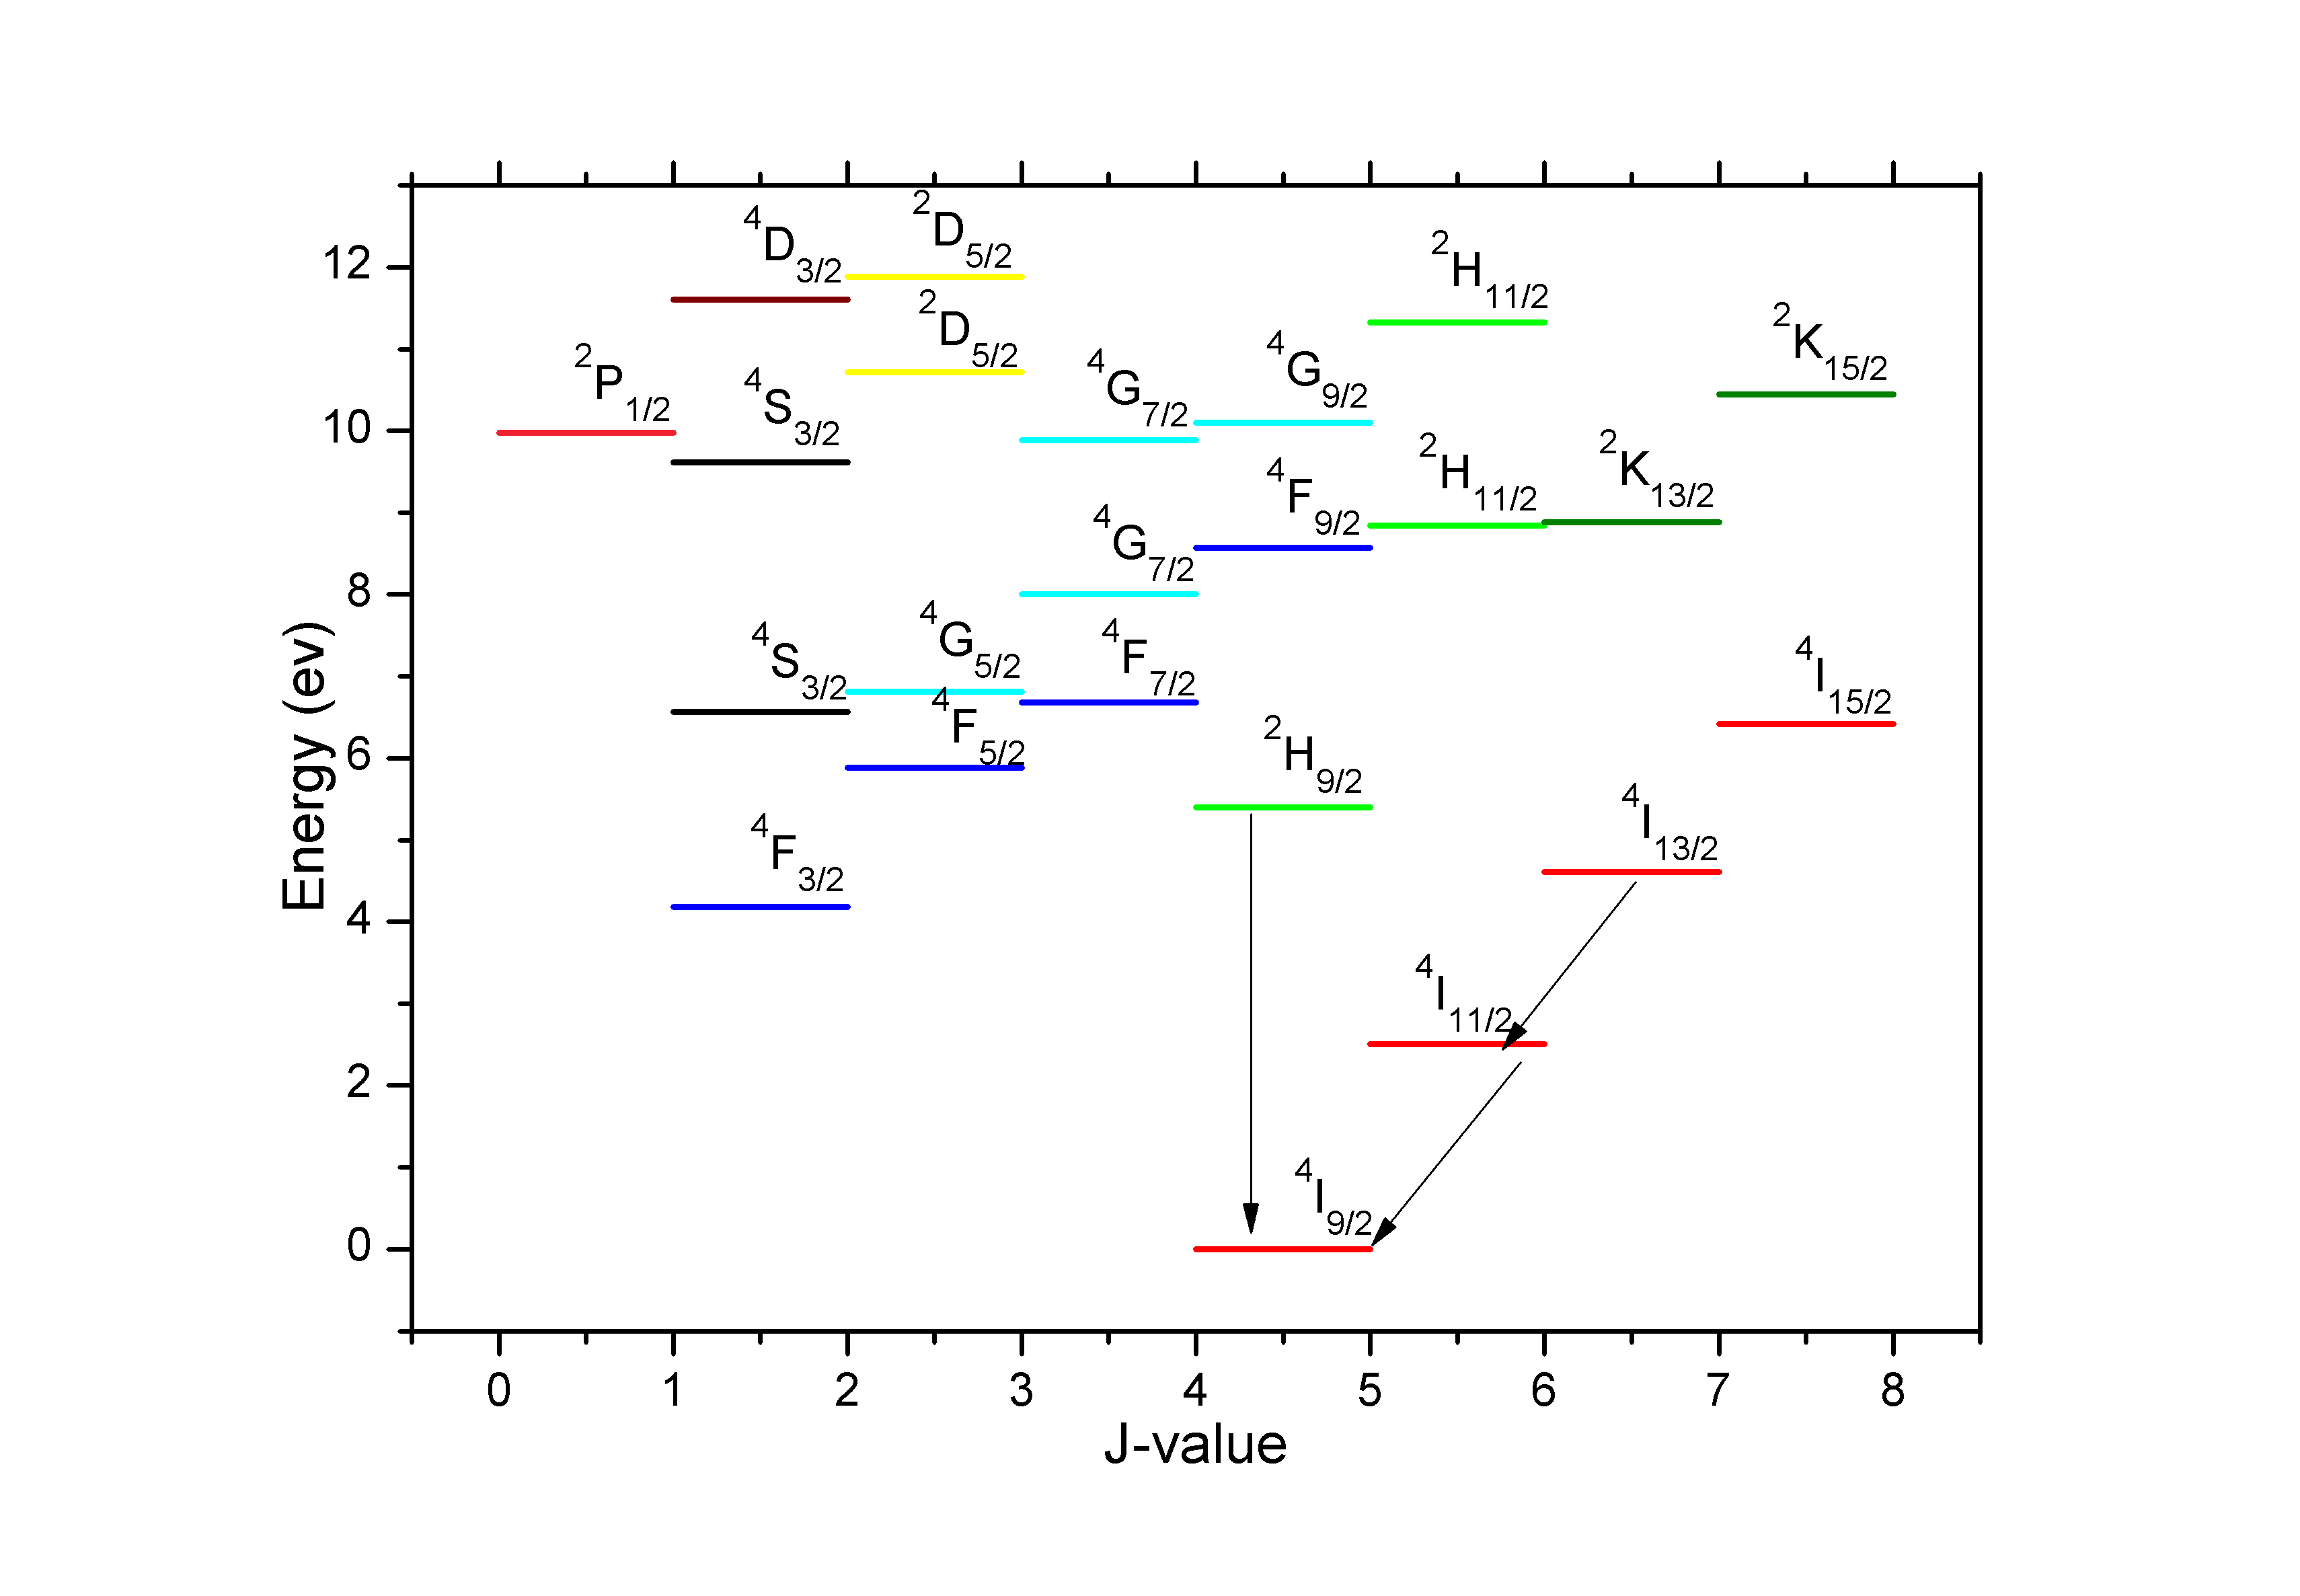 ⁴D₃/₂
²D₅/₂
²H₁₁/₂
²D₅/₂
²K₁₅/₂
²P₁/₂
⁴S₃/₂
⁴G₇/₂
⁴G₉/₂
⁴F₉/₂
²H₁₁/₂
²K₁₃/₂
⁴G₇/₂
⁴S₃/₂
⁴G₅/₂
⁴F₇/₂
⁴I₁₅/₂
⁴F₅/₂
²H₉/₂
⁴F₃/₂
⁴I₁₃/₂
⁴I₁₁/₂
⁴I₉/₂
12
10
8
6
4
2
0
Energy (ev)
0 1 2 3 4 5 6 7 8
J-value